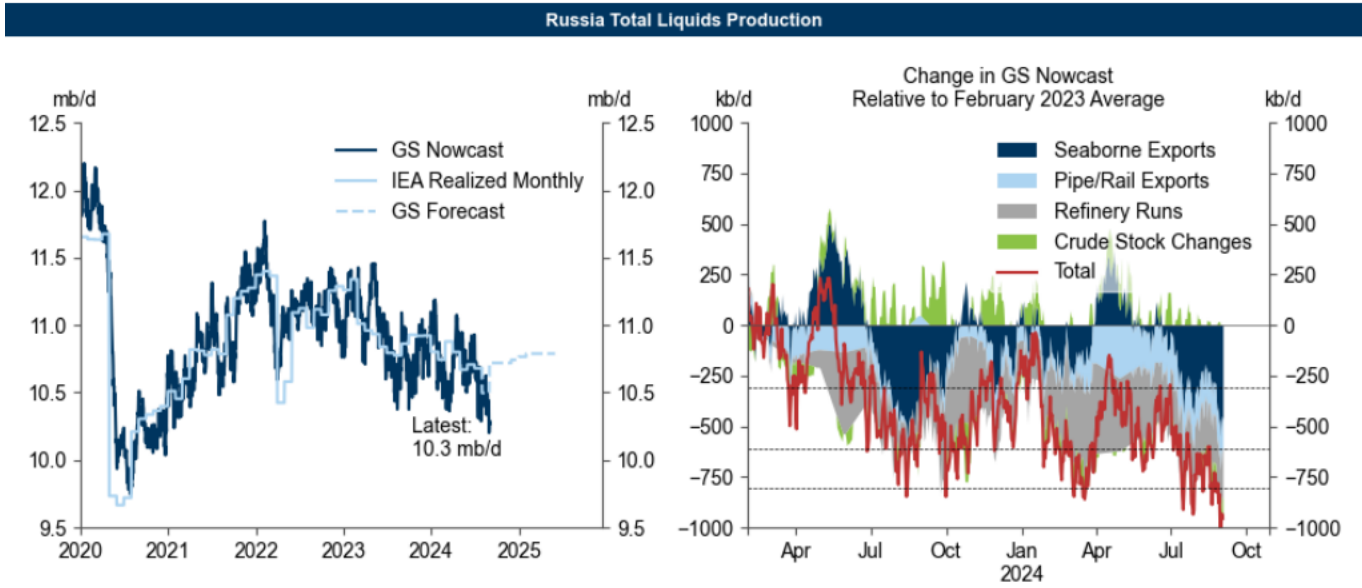 Russia Total Liquids Production
mb/d
mb/d
12.5
12.0
11.5
11.0
10.5
10.0
9.5
12.5
12.0
11.5
11.0
10.5
10.0
9.5
GS Nowcast
IEA Realized Monthly
GS Forecast
Latest:
10.3 mb/d
2020 2021 2022 2023 2024 2025
Change in GS Nowcast
Relative to February 2023 Average
kb/d
kb/d
1000
750
500
250
0
−250
−500
−750
−1000
1000
750
500
250
0
−250
−500
−750
−1000
Seaborne Exports
Pipe/Rail Exports
Refinery Runs
Crude Stock Changes
Total
Apr Jul Oct Jan Apr Jul Oct
2024